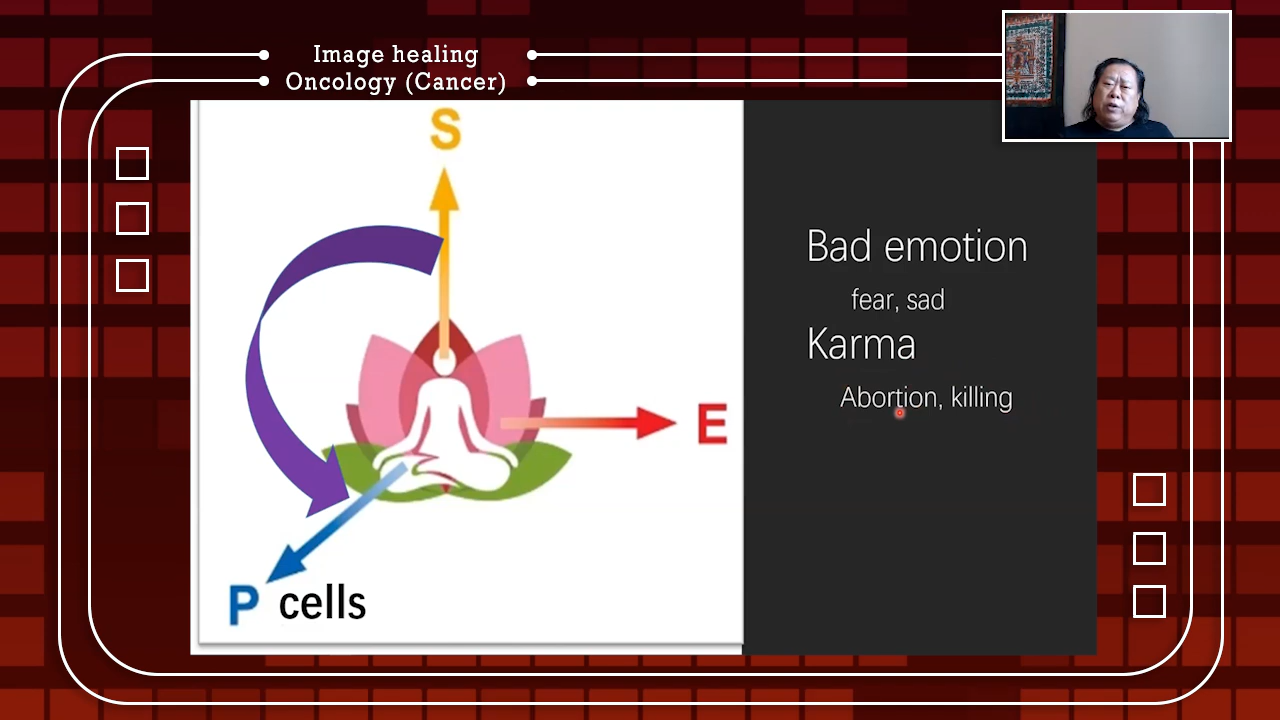 Image healing
Oncology (Cancer)
S
E
P cells
Bad emotion
fear, sad
Karma
Abortion, killing